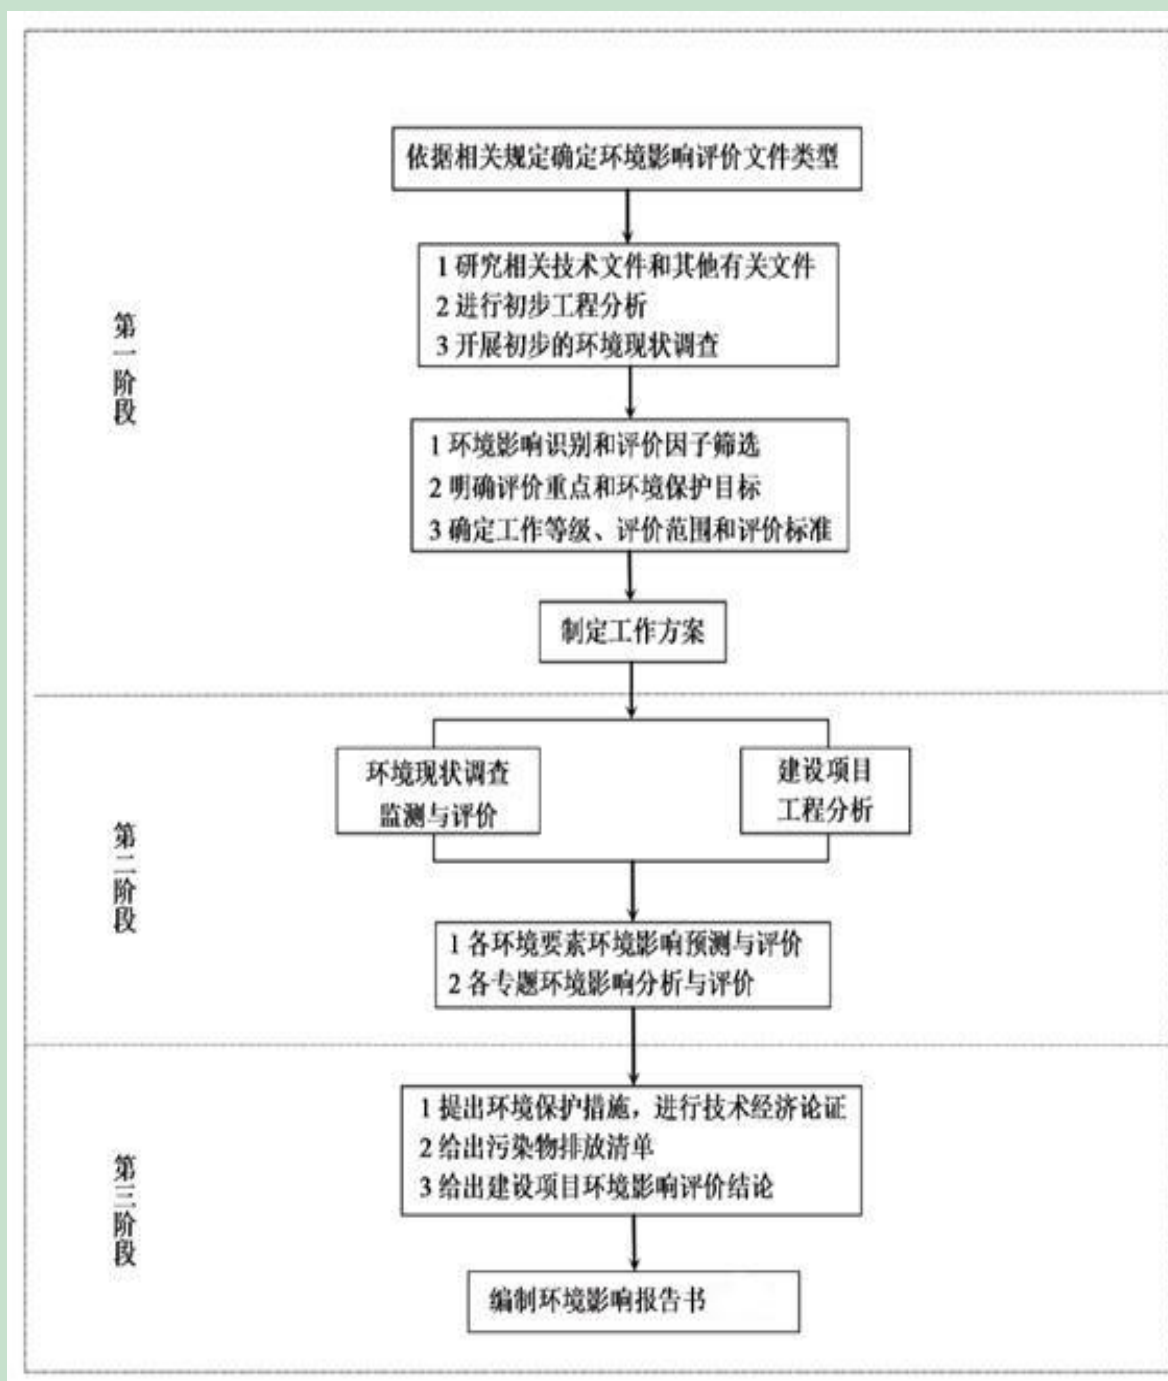 依据相关规定确定环境影响评价文件类型
1 研究相关技术文件和其他有关文件
2 进行初步工程分析
3 开展初步的环境现状调查
第一阶段
1 环境影响识别和评价因子筛选
2 明确评价重点和环境保护目标
3 确定工作等级、评价范围和评价标准
制定工作方案
环境现状调查
监测与评价
建设项目
工程分析
第二阶段
1 各环境要素环境影响预测与评价
2 各专题环境影响分析与评价
1 提出环境保护措施，进行技术经济论证
2 给出污染物排放清单
3 给出建设项目环境影响评价结论
第三阶段
编制环境影响报告书